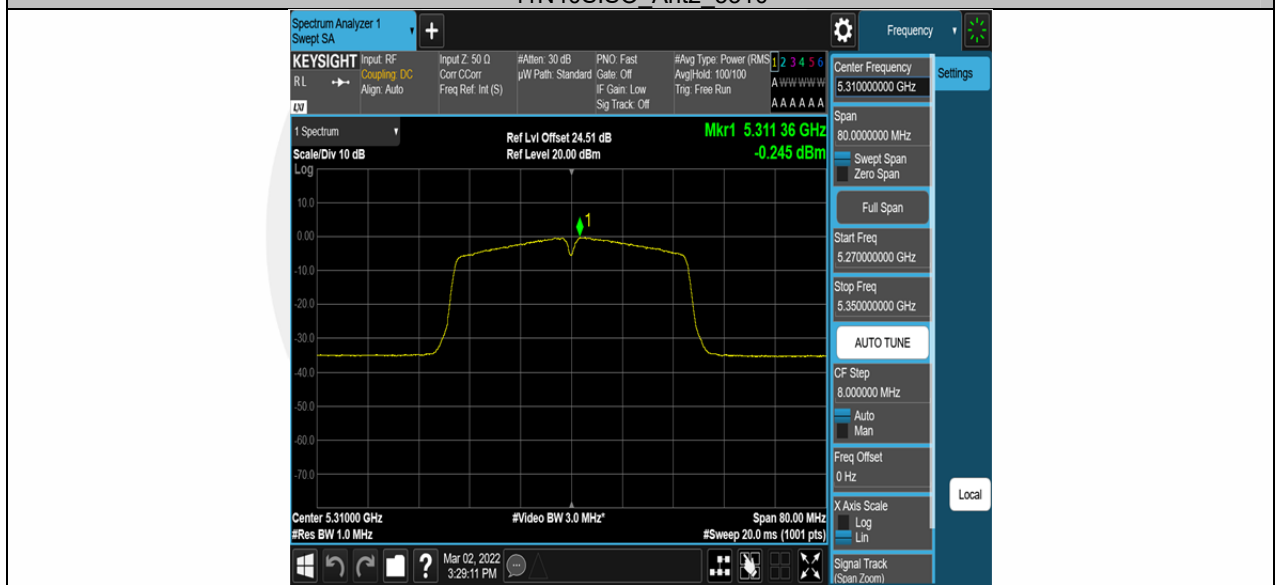 Spectrum Analyzer 1
Swept SA
+
Frequency
KEYSIGHT
RL
LXI
Input: RF
Coupling: DC
Align: Auto
Input Z: 50 Ω
Corr CCorr
Freq Ref: Int (S)
#Atten: 30 dB
µW Path: Standard
PNO: Fast
Gate: Off
IF Gain: Low
Sig Track: Off
#Avg Type: Power (RMS
Avg|Hold: 100/100
Trig: Free Run
1 2 3 4 5 6
A W W W W W
A A A A A A
1 Spectrum
Scale/Div 10 dB
Ref Lvl Offset 24.51 dB
Ref Level 20.00 dBm
Mkr1 5.311 36 GHz
-0.245 dBm
Log
10.0
0.00
-10.0
-20.0
-30.0
-40.0
-50.0
-60.0
-70.0
1
Center 5.31000 GHz
#Res BW 1.0 MHz
#Video BW 3.0 MHz*
Span 80.00 MHz
#Sweep 20.0 ms (1001 pts)
Center Frequency
5.310000000 GHz
Span
80.0000000 MHz
Swept Span
Zero Span
Full Span
Start Freq
5.270000000 GHz
Stop Freq
5.350000000 GHz
AUTO TUNE
CF Step
8.000000 MHz
Auto
Man
Freq Offset
0 Hz
X Axis Scale
Log
Lin
Signal Track
(Span Zoom)
Settings
Local
?
Mar 02, 2022
3:29:11 PM